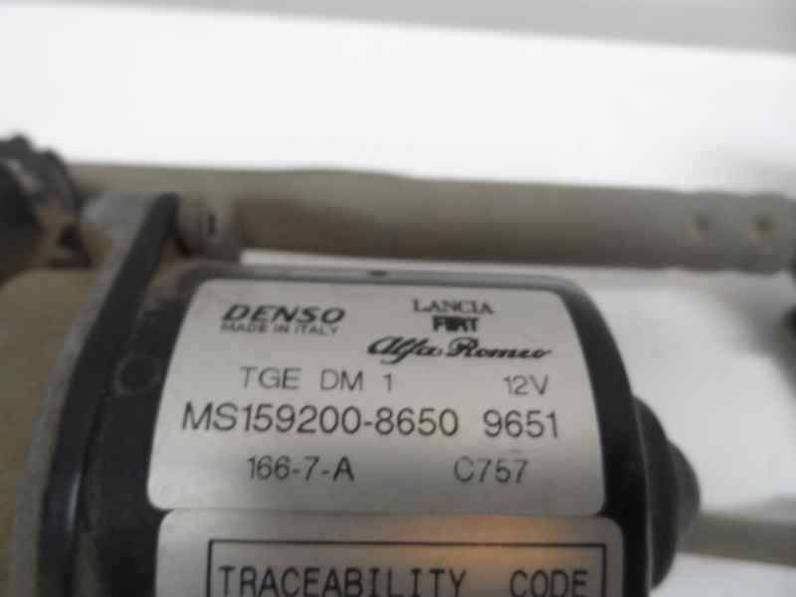 DENSO LANCIA
MADE IN ITALY FIAT
Alfa Romeo
TGE DM 1 12V
MS159200-8650 9651
166-7-A C757
TRACEABILITY CODE